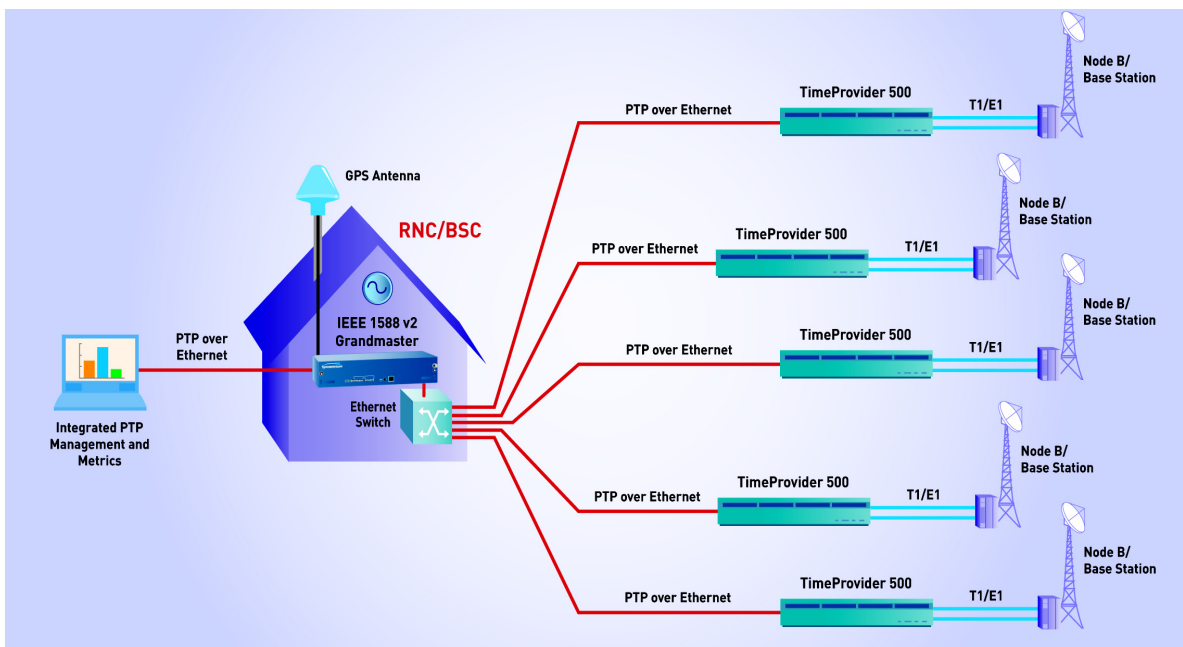 Node B/
Base Station
TimeProvider 500
PTP over Ethernet
T1/E1
GPS Antenna
RNC/BSC
Node B/
Base Station
TimeProvider 500
PTP over Ethernet
T1/E1
IEEE 1588 v2
Grandmaster
PTP over
Ethernet
Node B/
Base Station
TimeProvider 500
PTP over Ethernet
T1/E1
Ethernet
Switch
Integrated PTP
Management and
Metrics
Node B/
Base Station
TimeProvider 500
PTP over Ethernet
T1/E1
Node B/
Base Station
TimeProvider 500
PTP over Ethernet
T1/E1